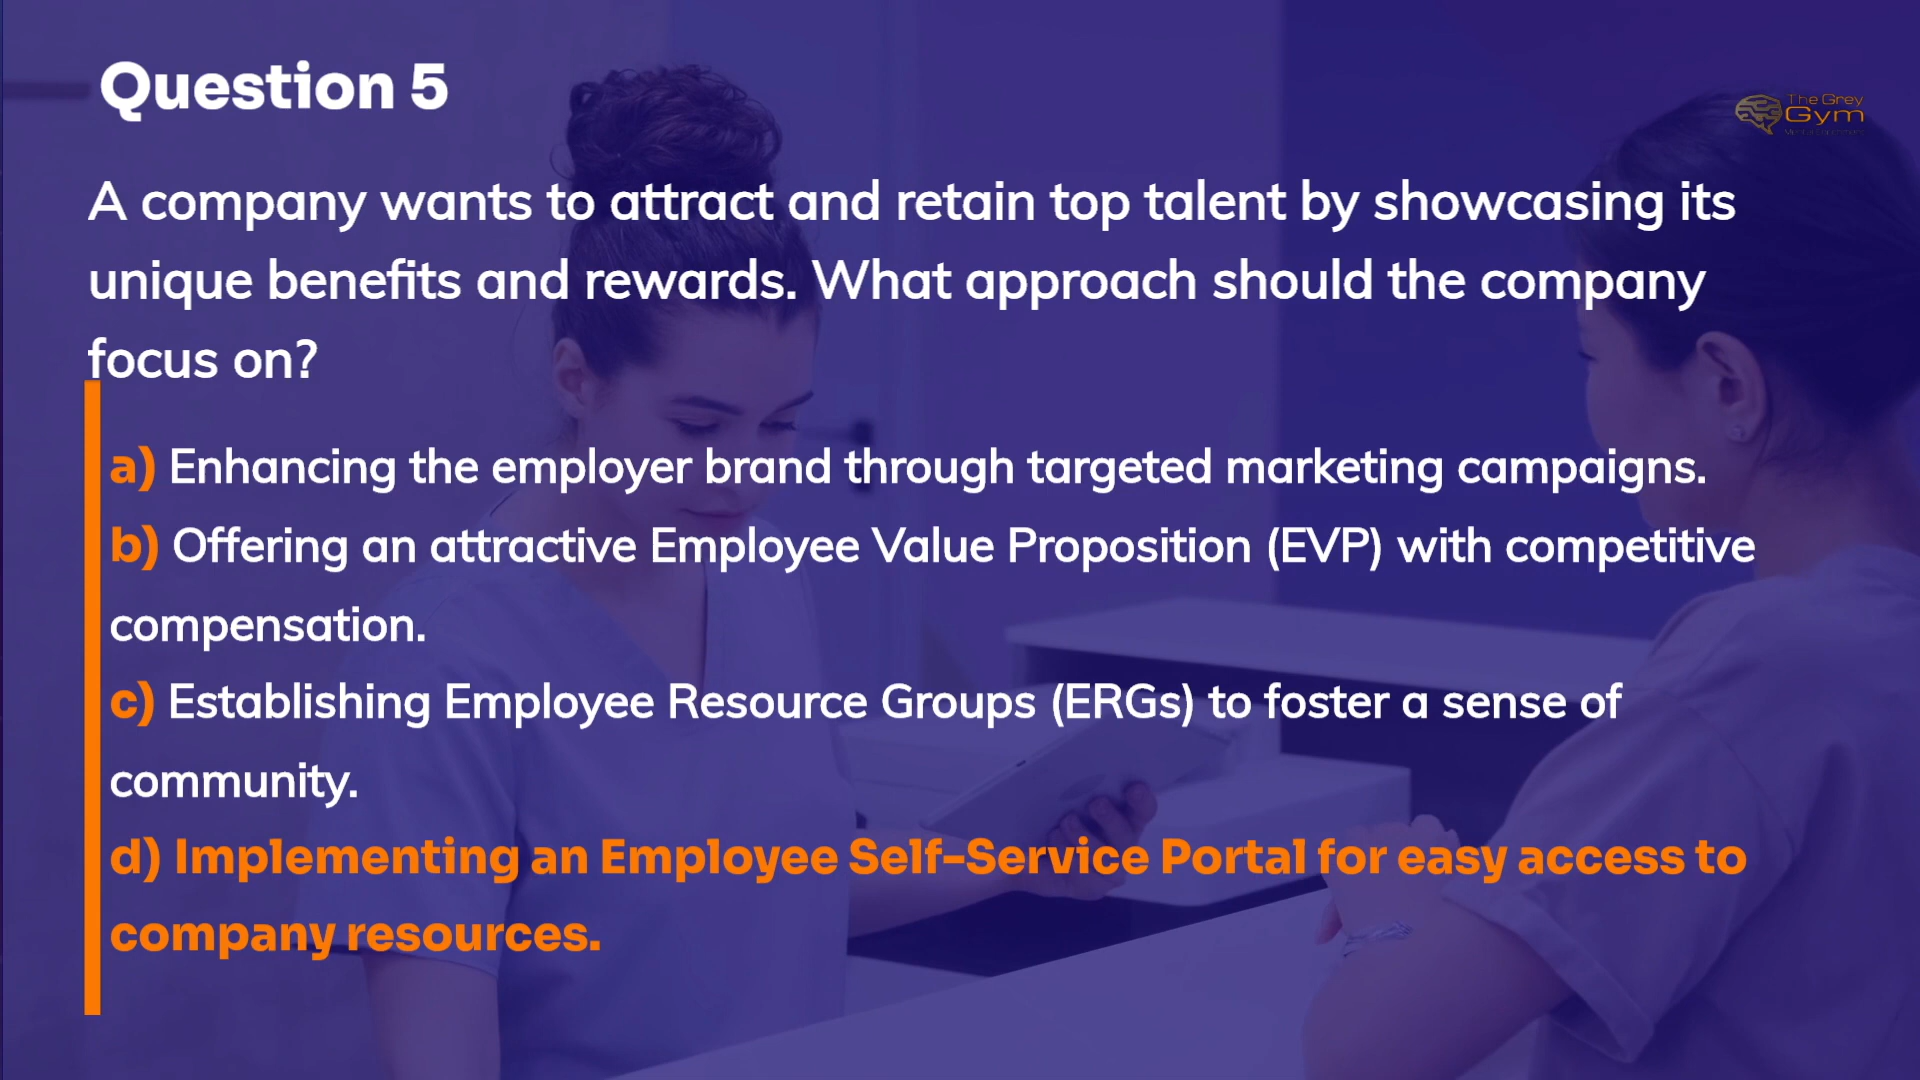 Question 5
The Grey
Gym
A company wants to attract and retain top talent by showcasing its
unique benefits and rewards. What approach should the company
focus on?
a) Enhancing the employer brand through targeted marketing campaigns.
b) Offering an attractive Employee Value Proposition (EVP) with competitive
compensation.
c) Establishing Employee Resource Groups (ERGs) to foster a sense of
community.
d) Implementing an Employee Self-Service Portal for easy access to
company resources.